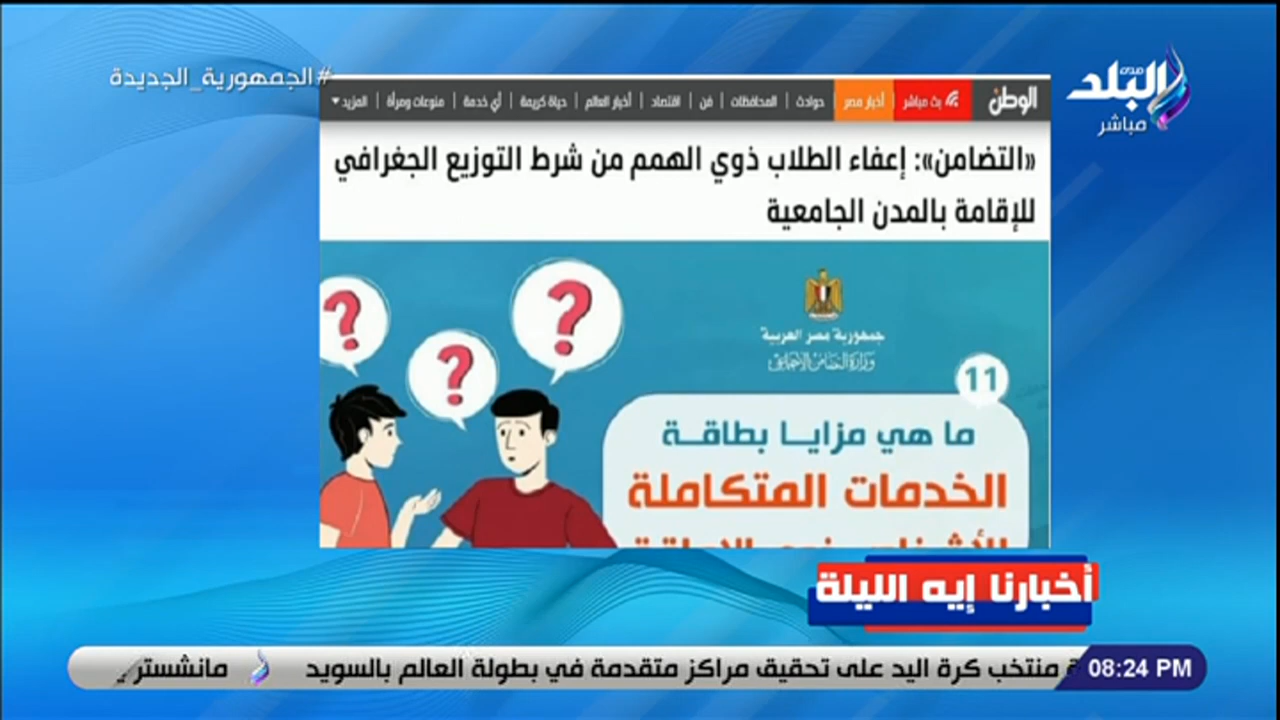 #الجمهورية_الجديدة
صدى البلد
مباشر
الوطن
بث مباشر
أخبار مصر
حوادث
المحافظات
فن
اقتصاد
أخبار العالم
حياة كريمة
أي خدمة
منوعات ومرأة
المزيد
«التضامن»: إعفاء الطلاب ذوي الهمم من شرط التوزيع الجغرافي
للإقامة بالمدن الجامعية
? ? ?
جمهورية مصر العربية
وزارة التضامن الاجتماعي
11
ما هي مزايا بطاقة
الخدمات المتكاملة
أخبارنا إيه الليلة
08:24 PM
منتخب كرة اليد على تحقيق مراكز متقدمة في بطولة العالم بالسويد